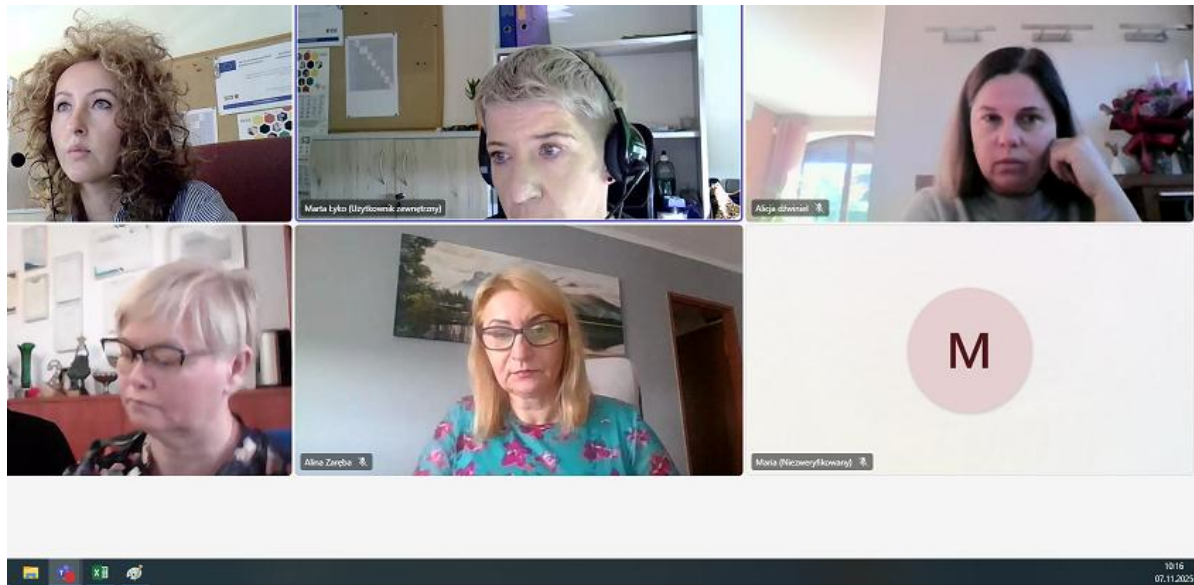 Marta Łyko (Użytkownik zewnętrzny)
Alicja dźwiniel
Alina Zaręba
M
Maria (Niezweryfikowany)
10:16
07.11.2025